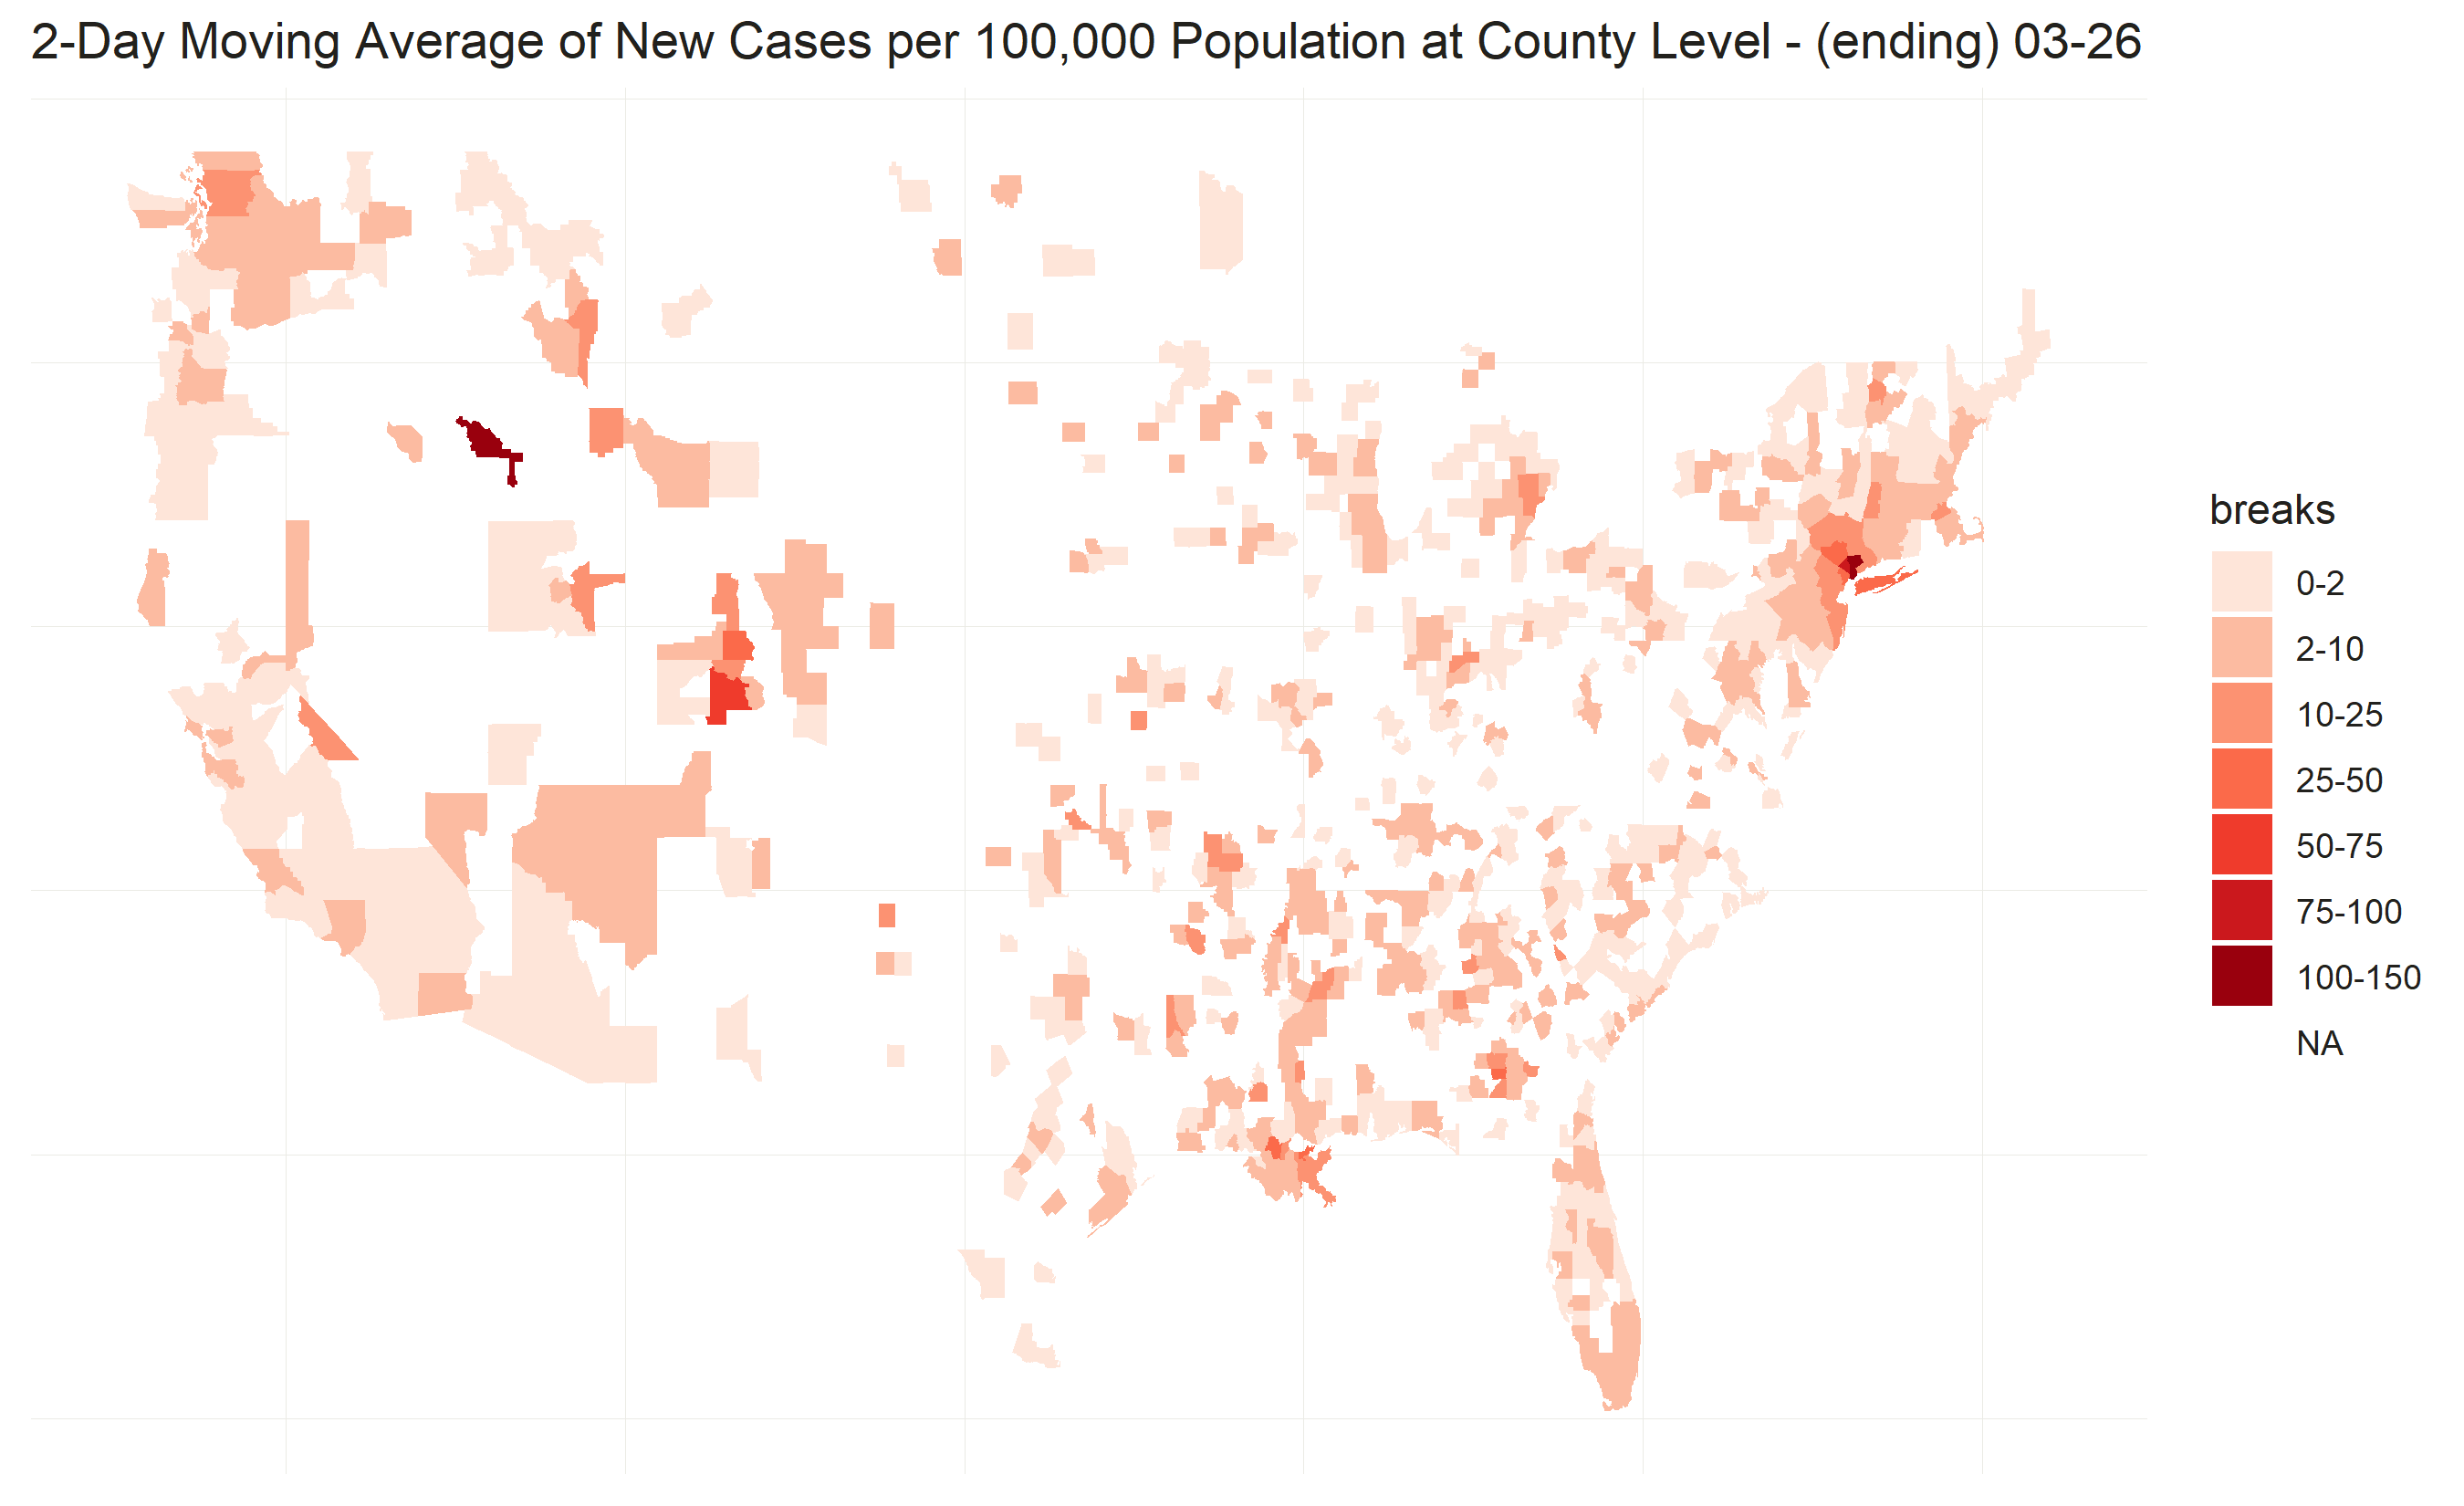 2-Day Moving Average of New Cases per 100,000 Population at County Level - (ending) 03-26
breaks
0-2
2-10
10-25
25-50
50-75
75-100
100-150
NA